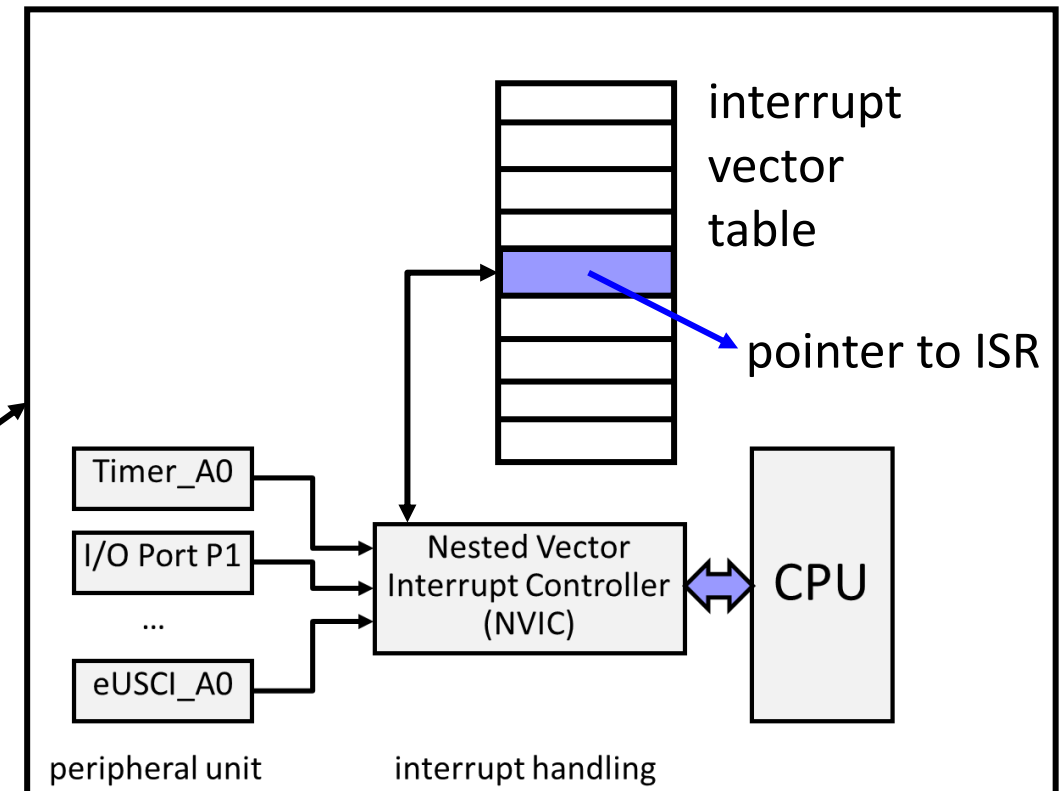 interrupt
vector
table
pointer to ISR
Timer_A0
I/O Port P1
...
eUSCI_A0
Nested Vector
Interrupt Controller
(NVIC)
CPU
peripheral unit
interrupt handling